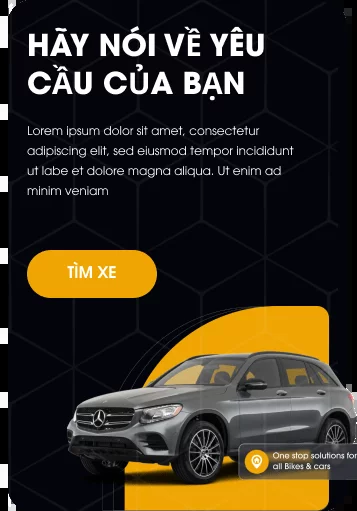 HÃY NÓI VỀ YÊU
CẦU CỦA BẠN
Lorem ipsum dolor sit amet, consectetur
adipiscing elit, sed eiusmod tempor incididunt
ut labe et dolore magna aliqua. Ut enim ad
minim veniam
TÌM XE
One stop solutions for
all Bikes & cars